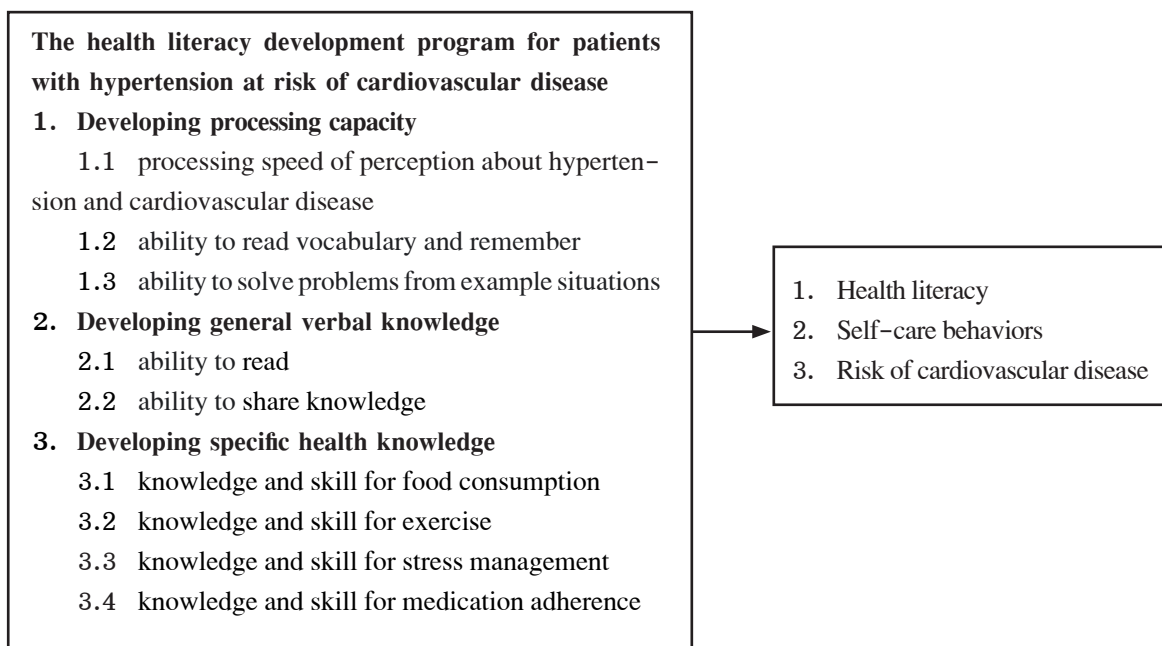 The health literacy development program for patients
with hypertension at risk of cardiovascular disease
1. Developing processing capacity
1.1 processing speed of perception about hyperten-
sion and cardiovascular disease
1.2 ability to read vocabulary and remember
1.3 ability to solve problems from example situations
2. Developing general verbal knowledge
2.1 ability to read
2.2 ability to share knowledge
3. Developing specific health knowledge
3.1 knowledge and skill for food consumption
3.2 knowledge and skill for exercise
3.3 knowledge and skill for stress management
3.4 knowledge and skill for medication adherence
1. Health literacy
2. Self-care behaviors
3. Risk of cardiovascular disease